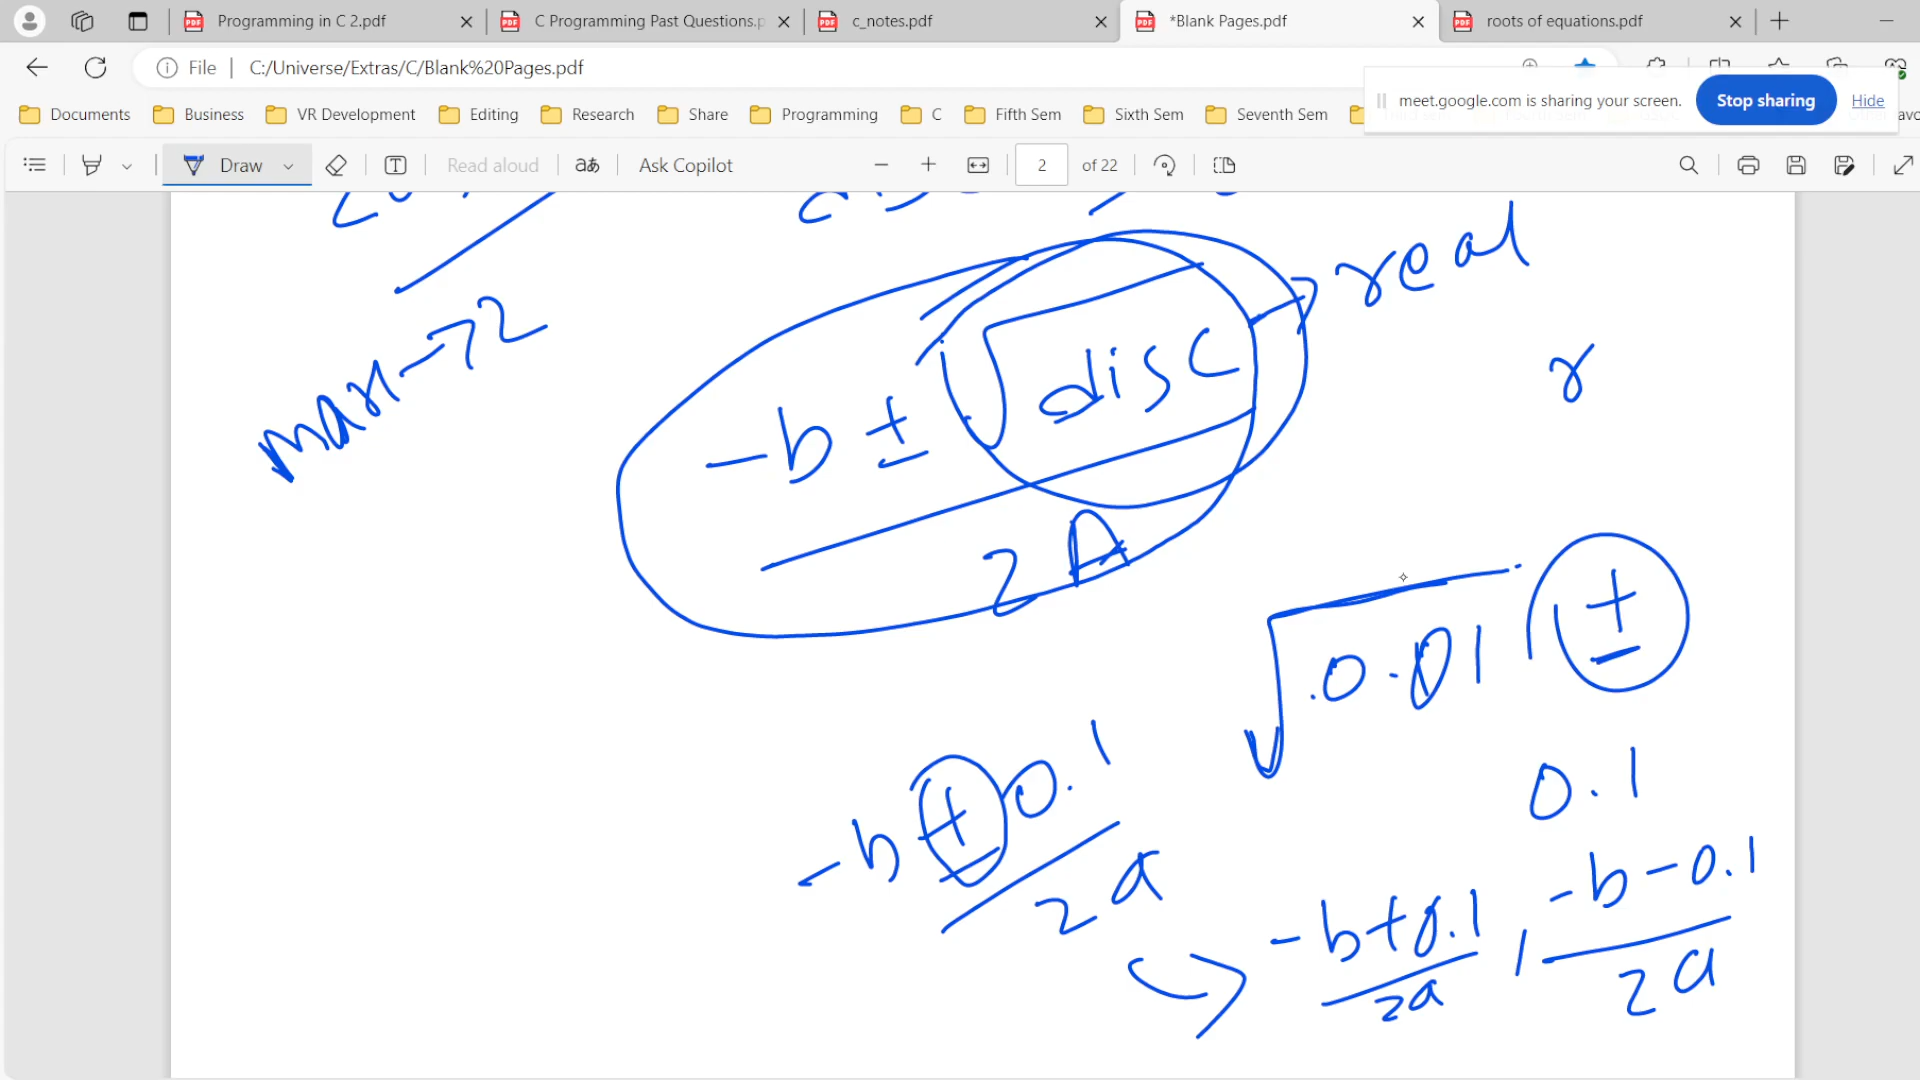 Programming in C 2.pdf
C Programming Past Questions.p
c_notes.pdf
*Blank Pages.pdf
roots of equations.pdf
File | C:/Universe/Extras/C/Blank%20Pages.pdf
meet.google.com is sharing your screen. Stop sharing Hide
Documents Business VR Development Editing Research Share Programming C Fifth Sem Sixth Sem Seventh Sem
Draw Read aloud aあ Ask Copilot 2 of 22
real
disc
-b ±
2A
r
√0.01, ±
0.1
-b ± 0.1
2a
-b+0.1 , -b-0.1
2a 2a